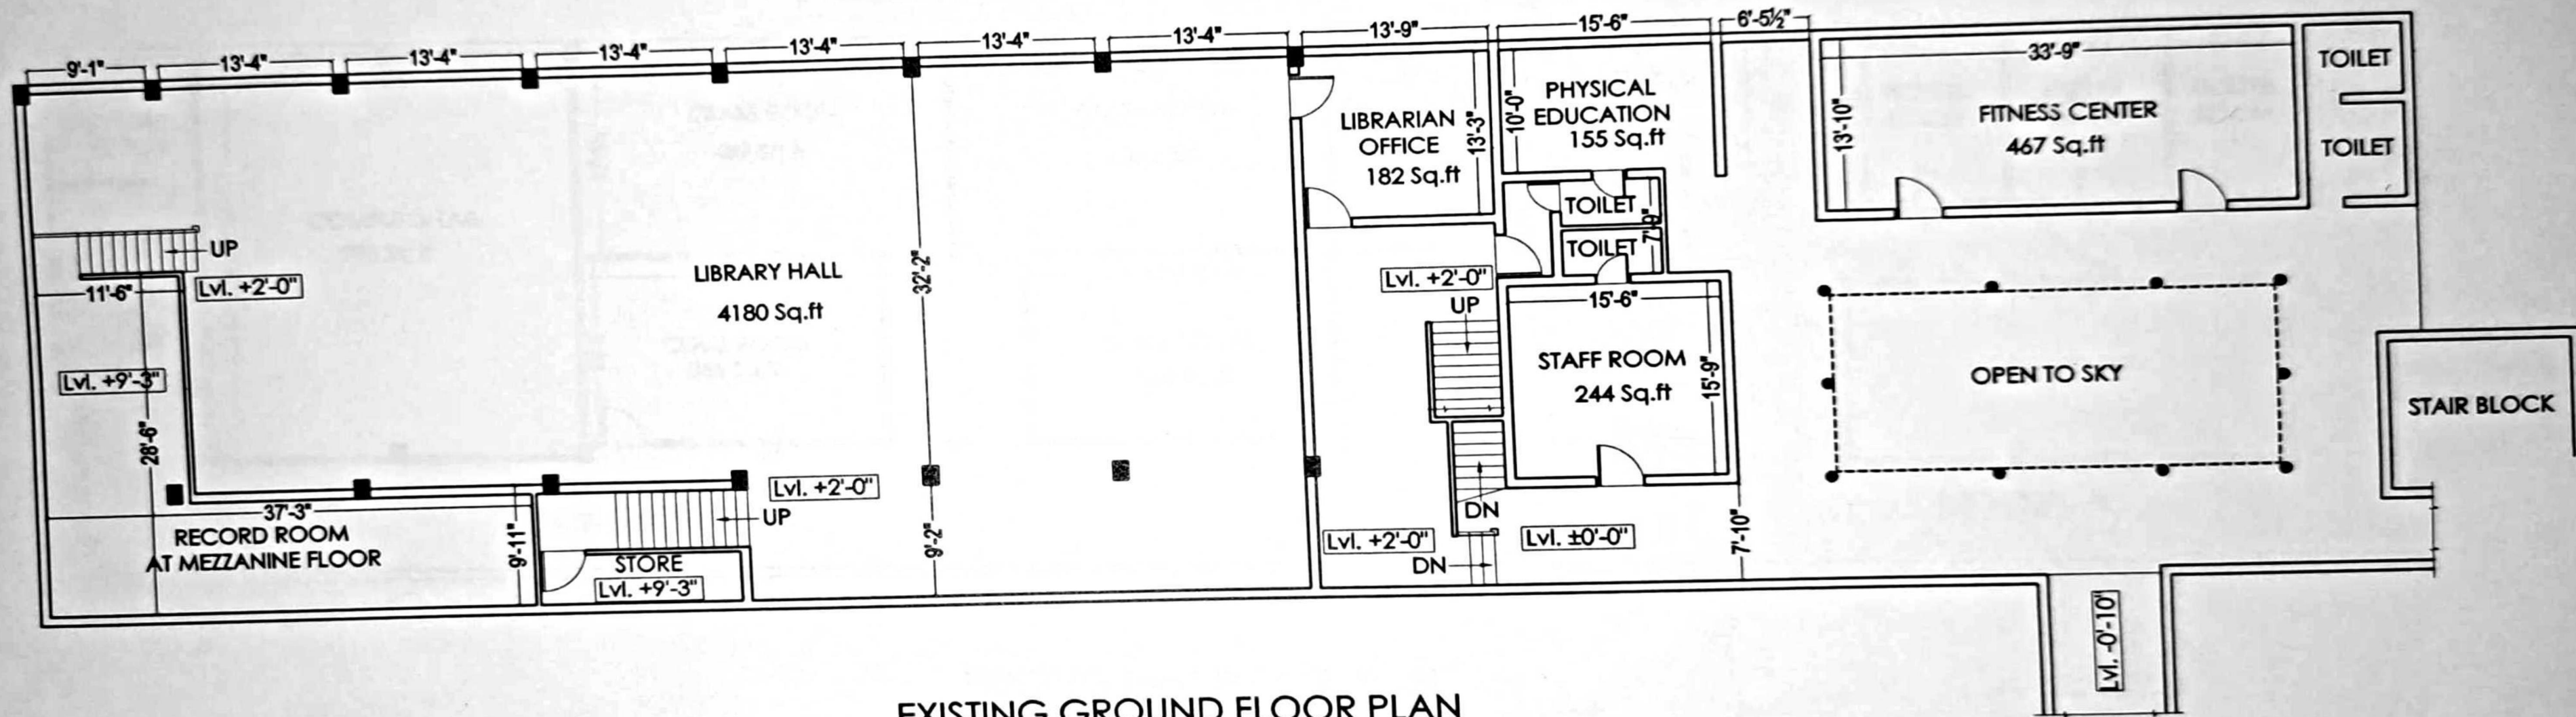 9'-1"
13'-4"
13'-4"
13'-4"
13'-4"
13'-4"
13'-4"
13'-9"
15'-6"
6'-5½"
33'-9"
TOILET
TOILET
FITNESS CENTER
467 Sq.ft
13'-10"
PHYSICAL
EDUCATION
155 Sq.ft
10'-0"
LIBRARIAN
OFFICE
182 Sq.ft
13'-3"
TOILET
TOILET
7'-9"
UP
Lvl. +2'-0"
11'-6"
LIBRARY HALL
4180 Sq.ft
32'-2"
Lvl. +2'-0"
UP
15'-6"
STAFF ROOM
244 Sq.ft
15'-9"
OPEN TO SKY
STAIR BLOCK
Lvl. +9'-3"
28'-6"
37'-3"
RECORD ROOM
AT MEZZANINE FLOOR
9'-11"
Lvl. +2'-0"
UP
STORE
Lvl. +9'-3"
9'-2"
DN
Lvl. +2'-0"
DN
Lvl. ±0'-0"
7'-10"
Lvl. -0'-10"
EXISTING GROUND FLOOR PLAN